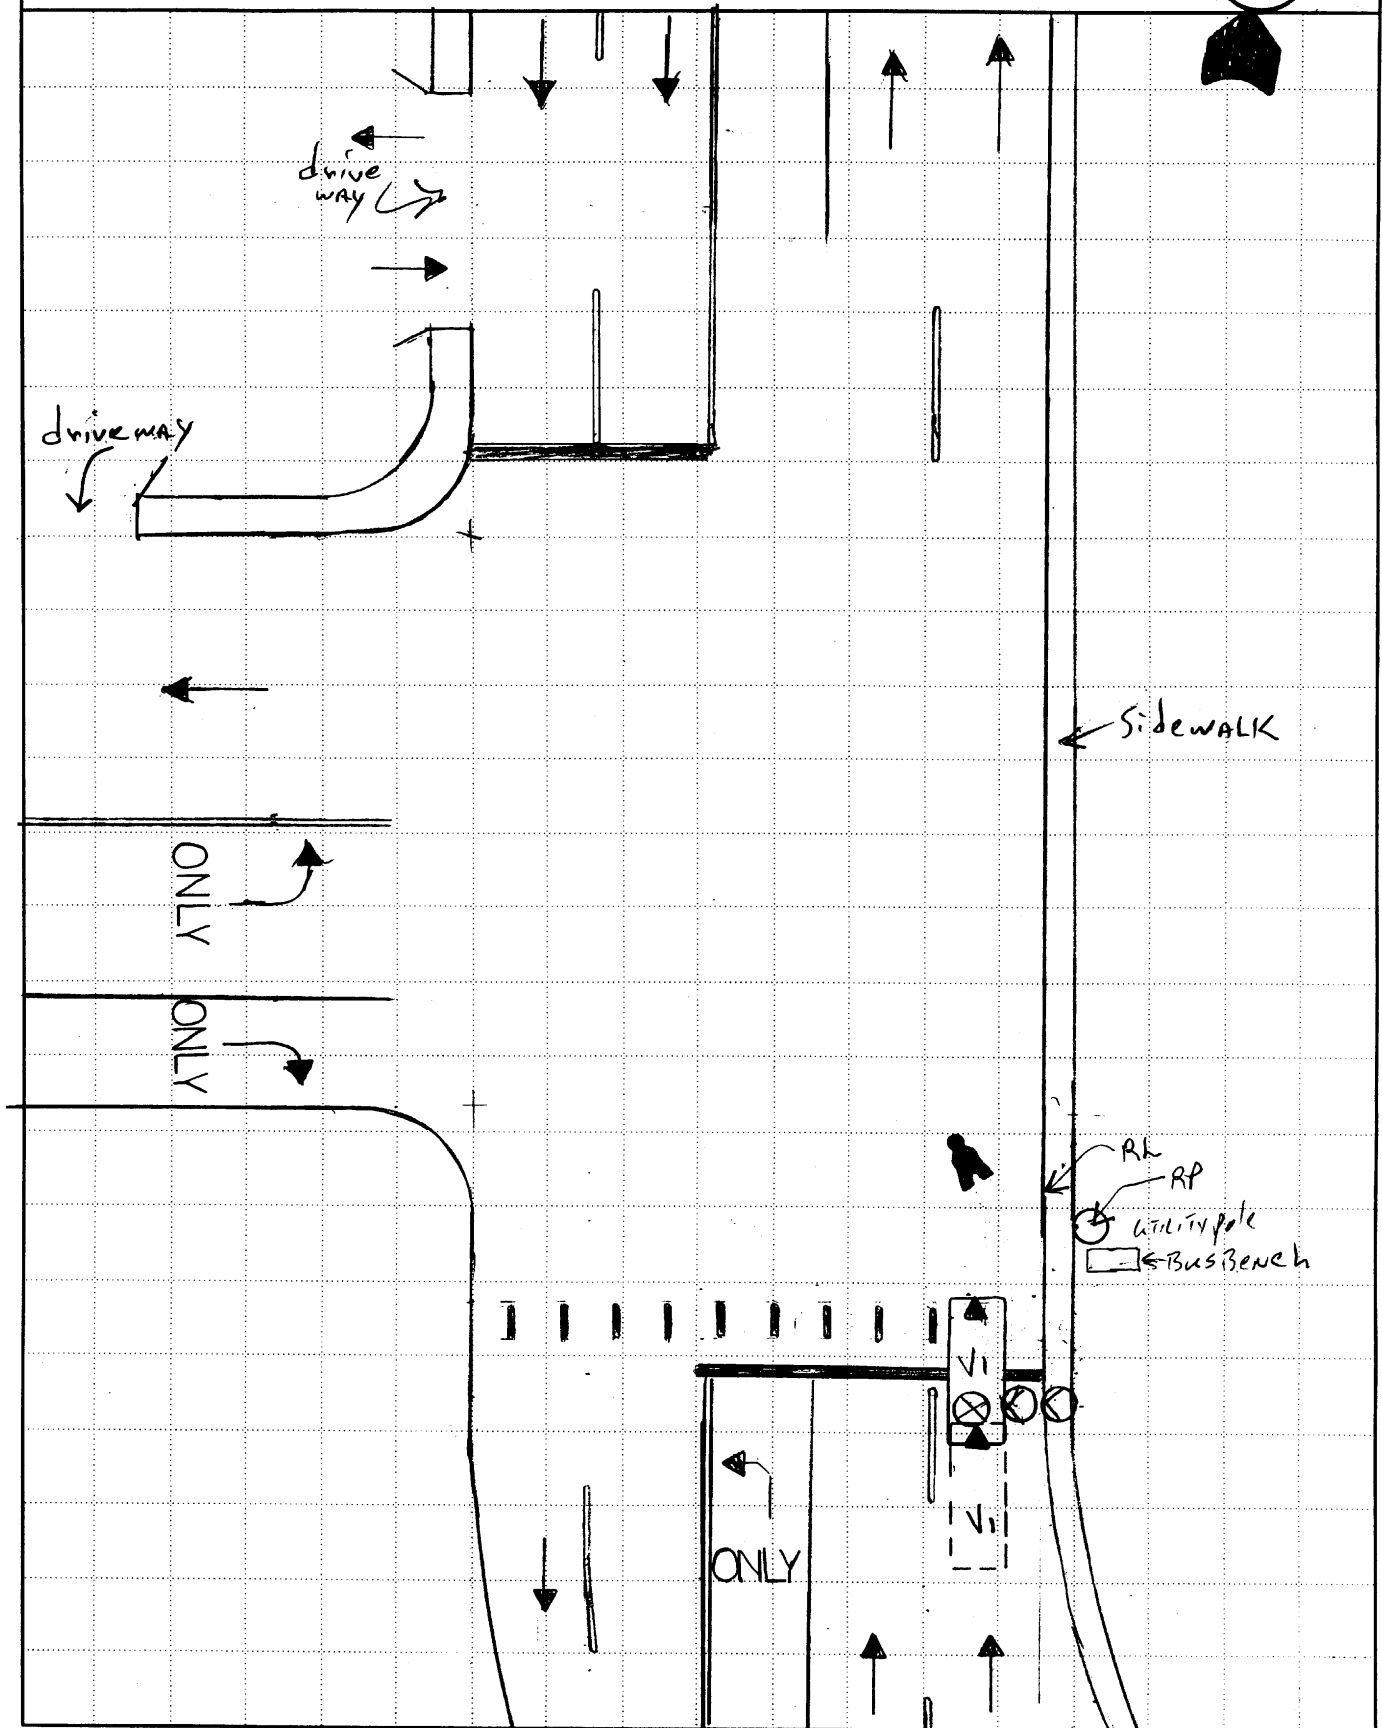 drive
way
driveway
Sidewalk
ONLY
ONLY
RL
RP
utility pole
Bus Bench
V1
V1
ONLY